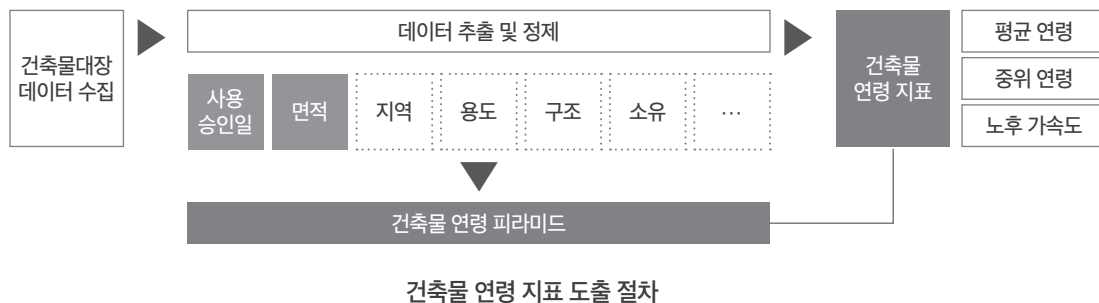 건축물대장
데이터 수집
데이터 추출 및 정제
사용
승인일
면적
지역
용도
구조
소유
…
건축물 연령 피라미드
건축물
연령 지표
평균 연령
중위 연령
노후 가속도
건축물 연령 지표 도출 절차